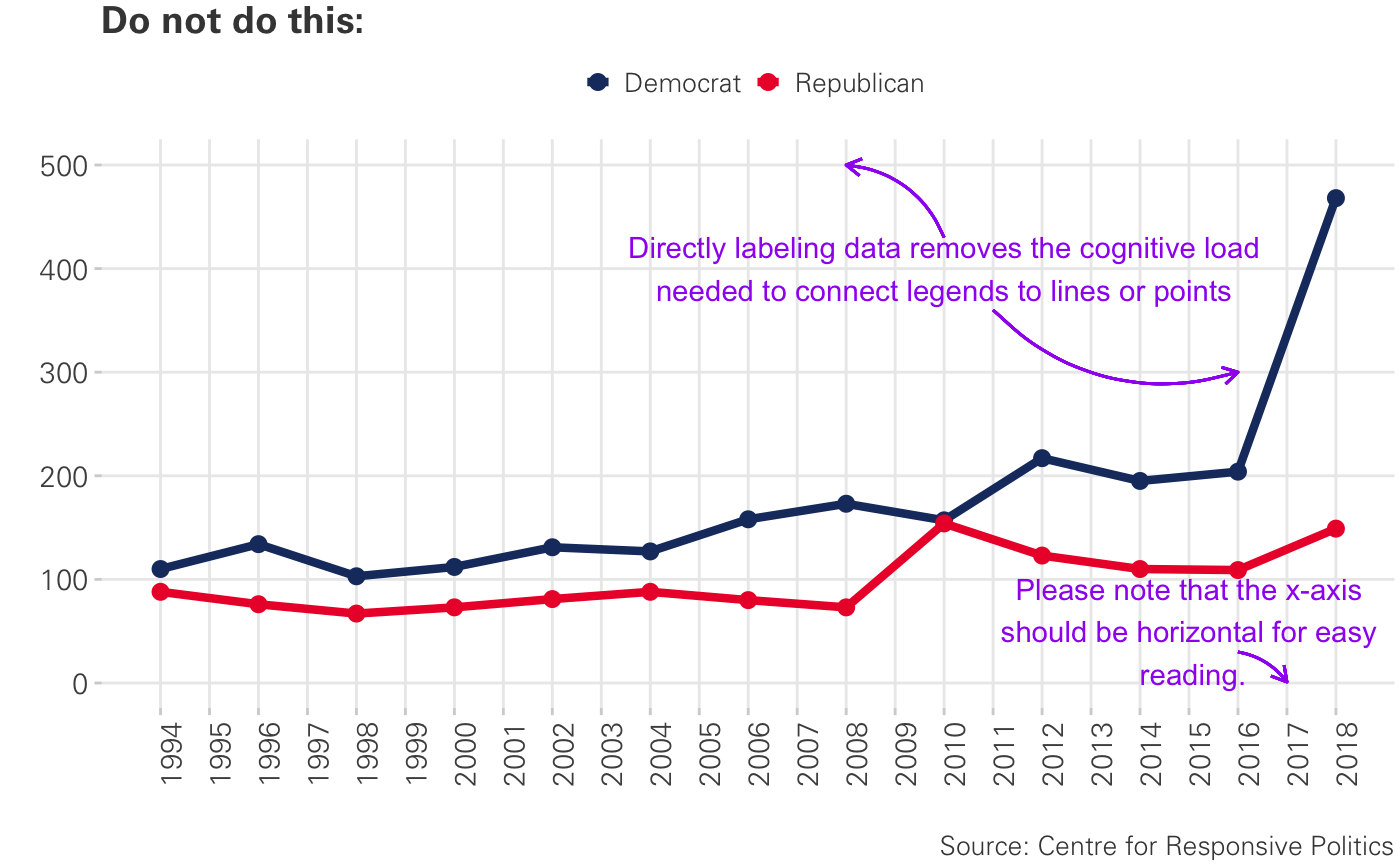 Do not do this:
Democrat Republican
500
Directly labeling data removes the cognitive load
400
needed to connect legends to lines or points
300
200
100
Please note that the x-axis
should be horizontal for easy
reading.
0
1994 1995 1996 1997 1998 1999 2000 2001 2002 2003 2004 2005 2006 2007 2008 2009 2010 2011 2012 2013 2014 2015 2016 2017 2018
Source: Centre for Responsive Politics